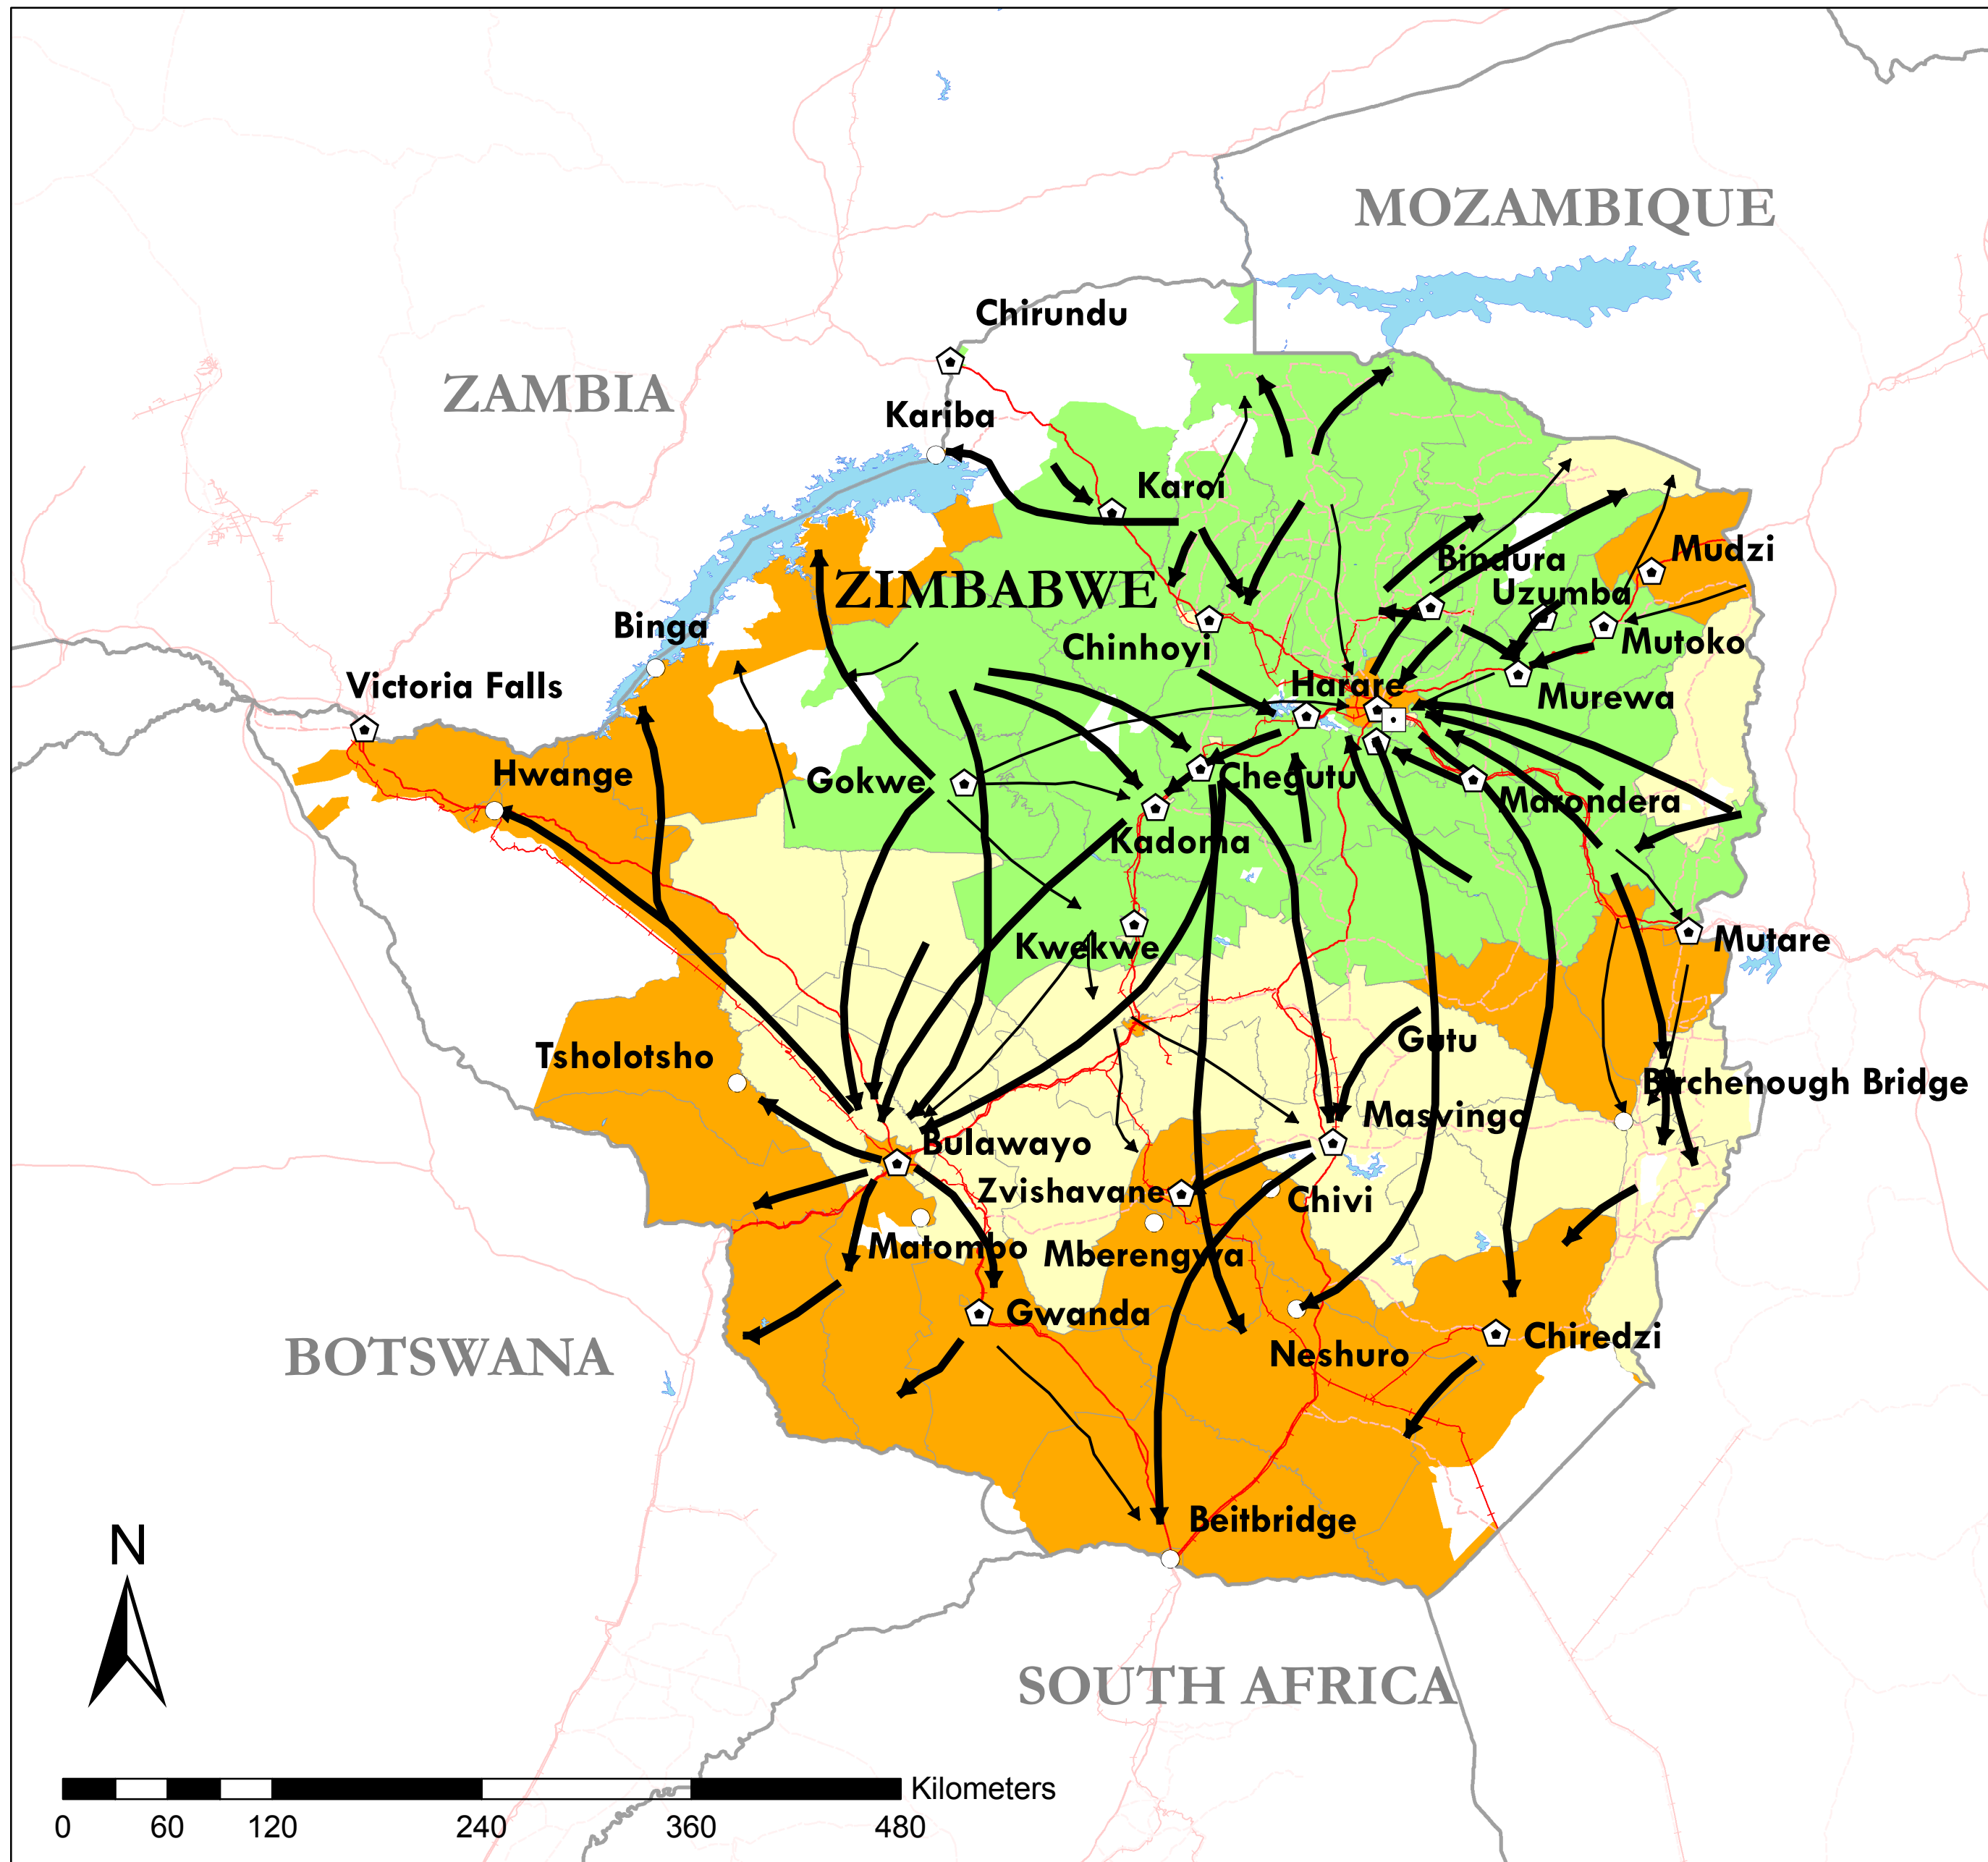 MOZAMBIQUE
Chirundu
ZAMBIA
Kariba
Karoi
Mudzi
Bindura
ZIMBABWE
Uzumba
Binga
Mutoko
Chinhoyi
Victoria Falls
Harare
Murewa
Hwange
Gokwe
Chegutu
Marondera
Kadoma
Kwekwe
Mutare
Gutu
Tsholotsho
Birchenough Bridge
Masvingo
Bulawayo
Zvishavane
Chivi
Matombo
Mberengwa
Gwanda
Chiredzi
BOTSWANA
Neshuro
Beitbridge
N
SOUTH AFRICA
Kilometers
0 60 120 240 360 480